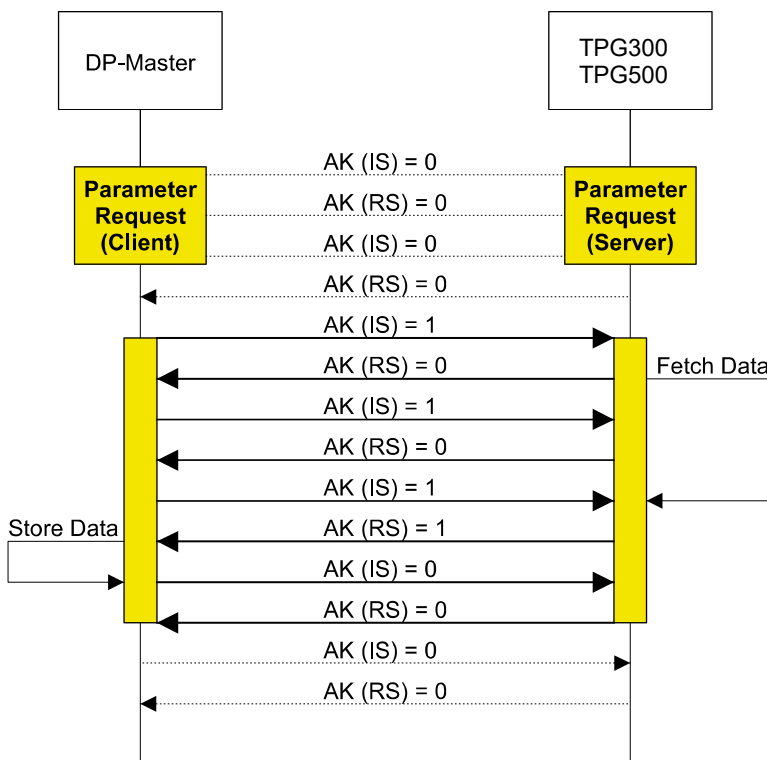 DP-Master
TPG300
TPG500
AK (IS) = 0
Parameter
Request
(Client)
AK (RS) = 0
Parameter
Request
(Server)
AK (IS) = 0
AK (RS) = 0
AK (IS) = 1
AK (RS) = 0
Fetch Data
AK (IS) = 1
AK (RS) = 0
AK (IS) = 1
Store Data
AK (RS) = 1
AK (IS) = 0
AK (RS) = 0
AK (IS) = 0
AK (RS) = 0